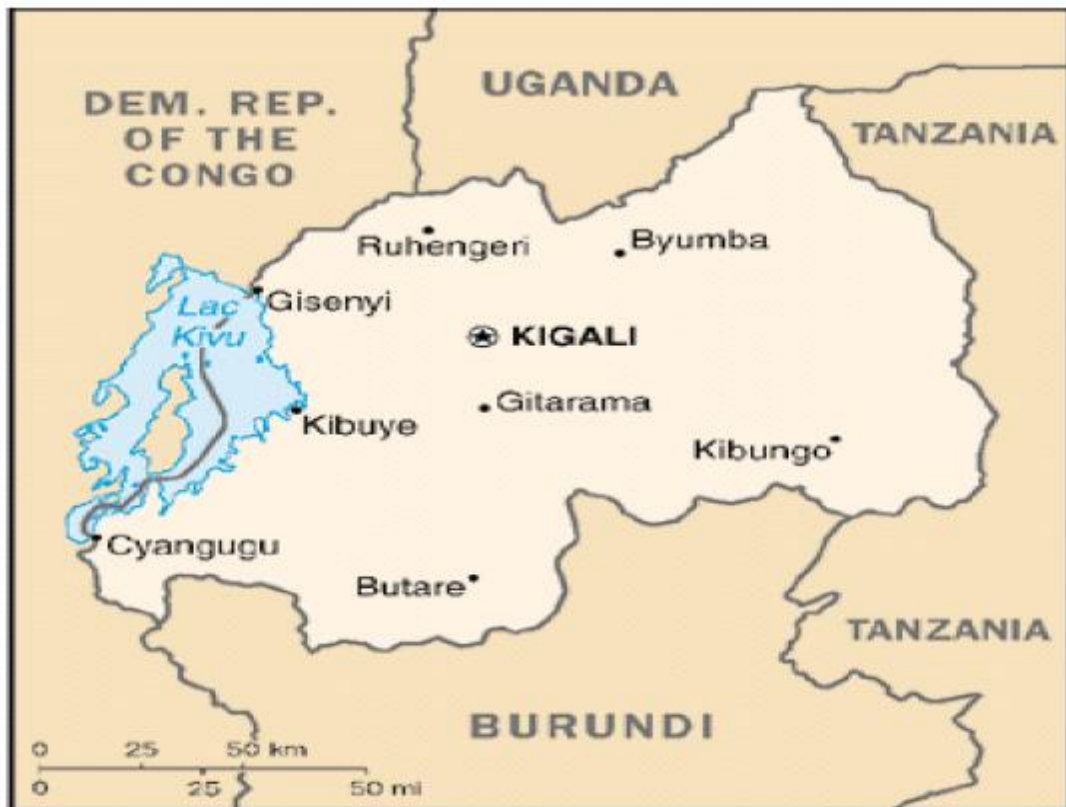 UGANDA
DEM. REP.
OF THE
CONGO
TANZANIA
Ruhengeri
Byumba
Gisenyi
Lac
Kivu
KIGALI
Gitarama
Kibuye
Kibungo
Cyangugu
Butare
TANZANIA
BURUNDI
0 25 50 km
0 25 50 mi